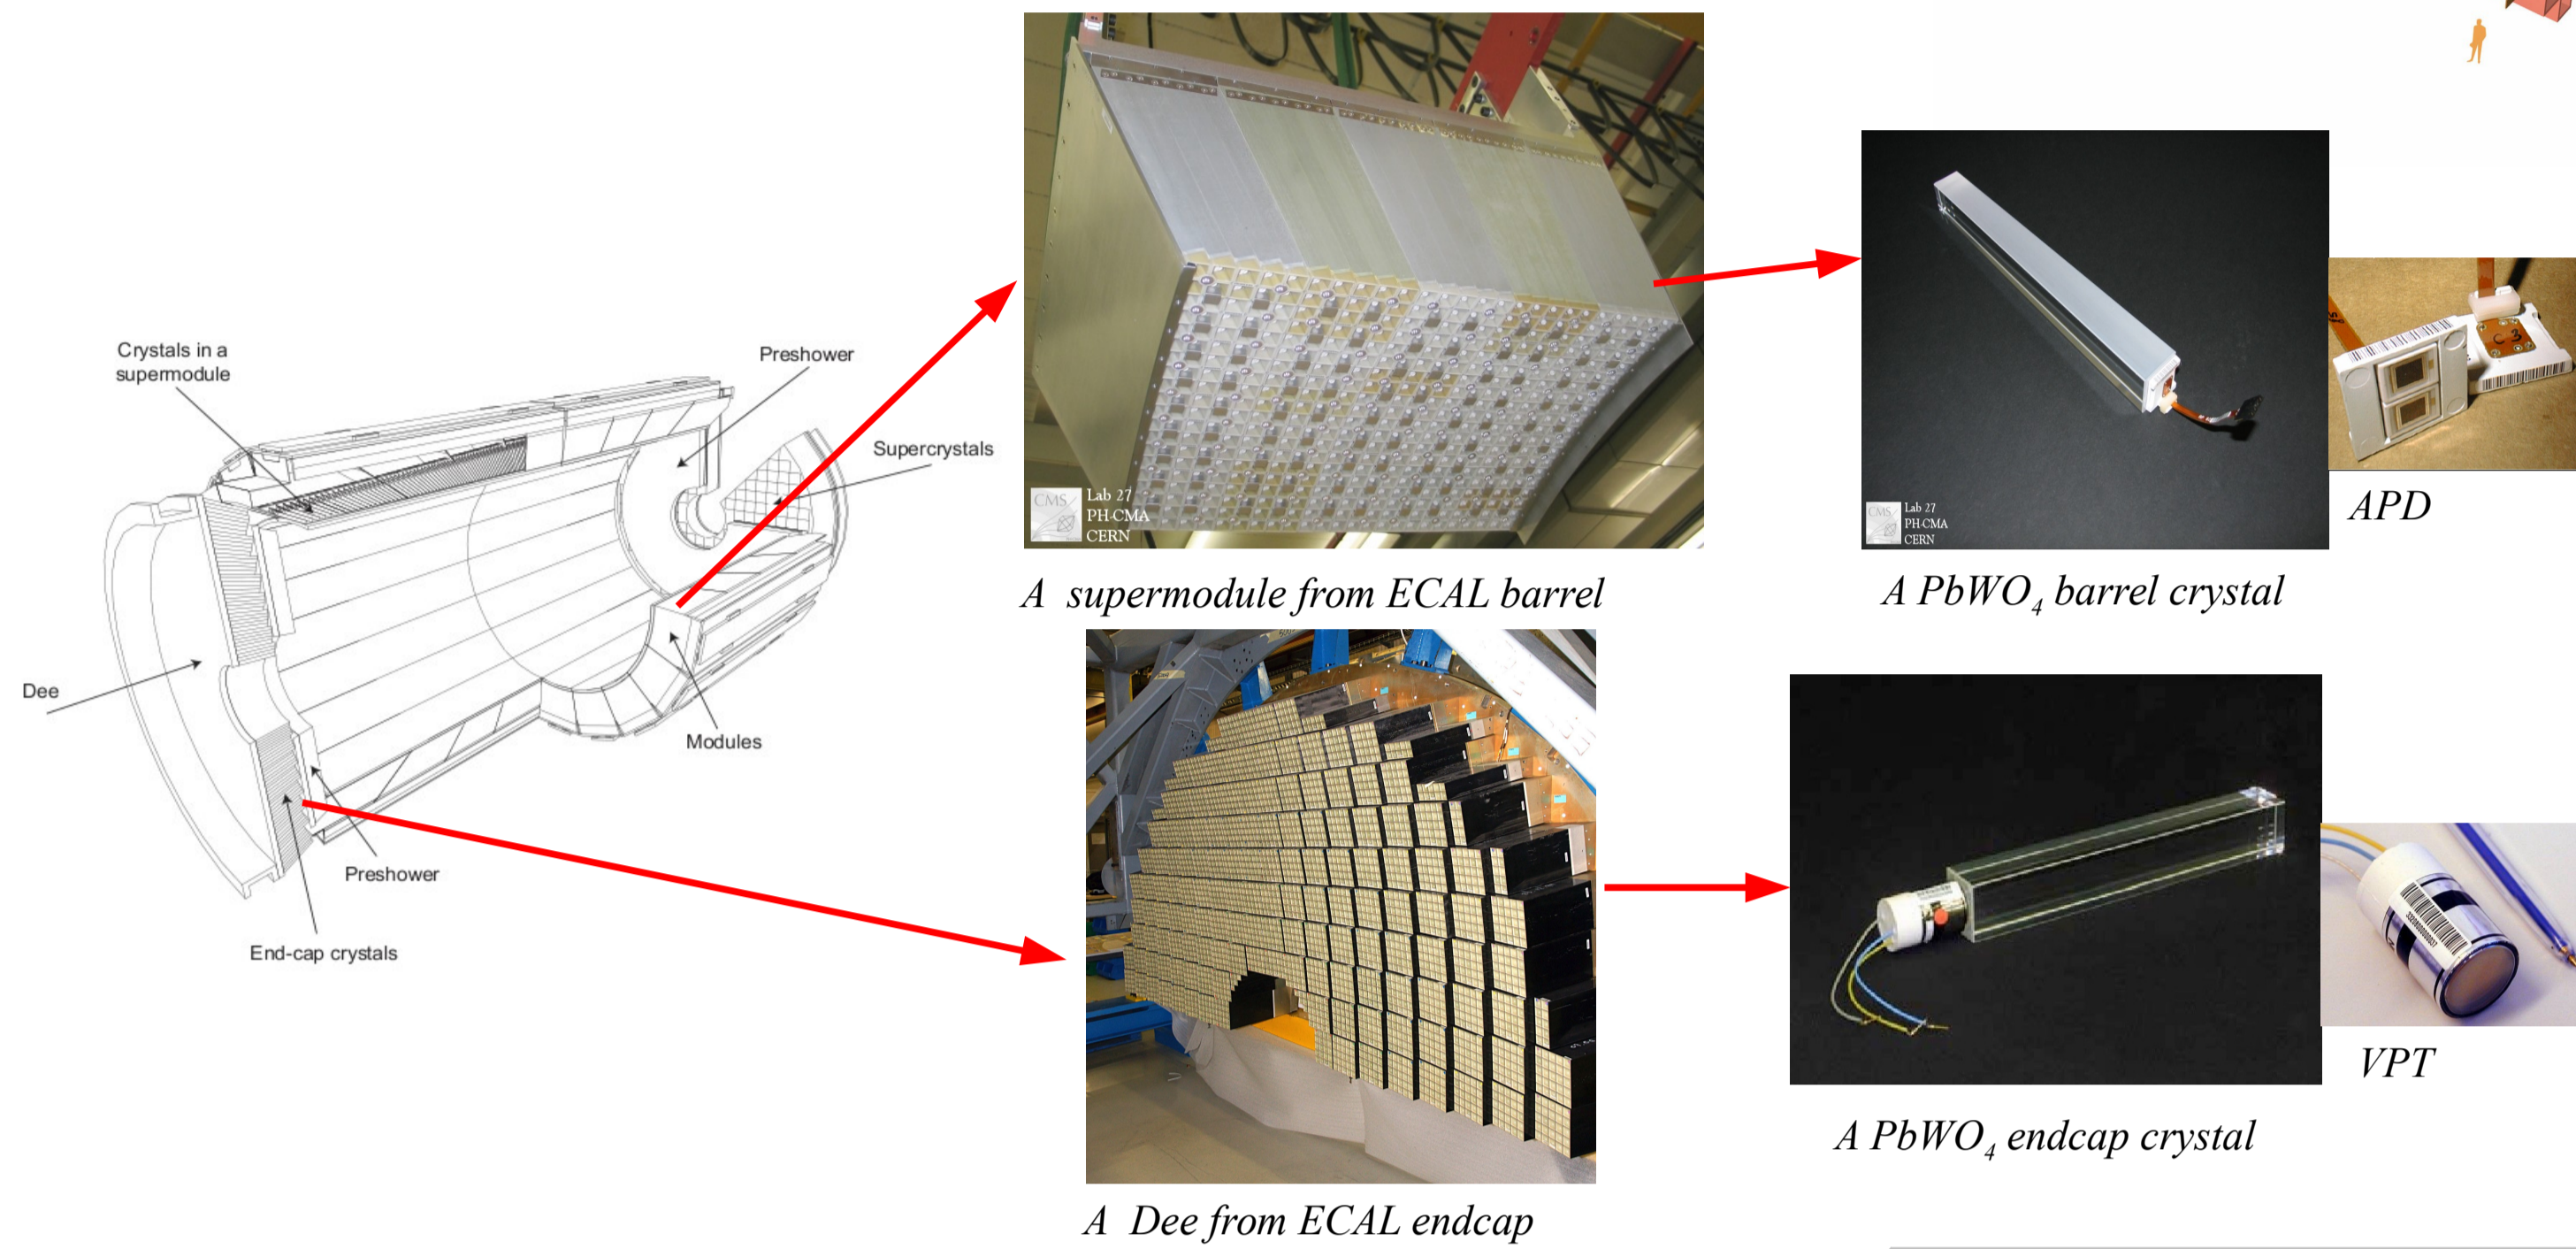 Crystals in a
supermodule
Preshower
Supercrystals
Dee
Modules
Preshower
End-cap crystals
CMS
Lab 27
PH-CMA
CERN
A supermodule from ECAL barrel
CMS
Lab 27
PH-CMA
CERN
A PbWO₄ barrel crystal
C 3
APD
A Dee from ECAL endcap
A PbWO₄ endcap crystal
VPT